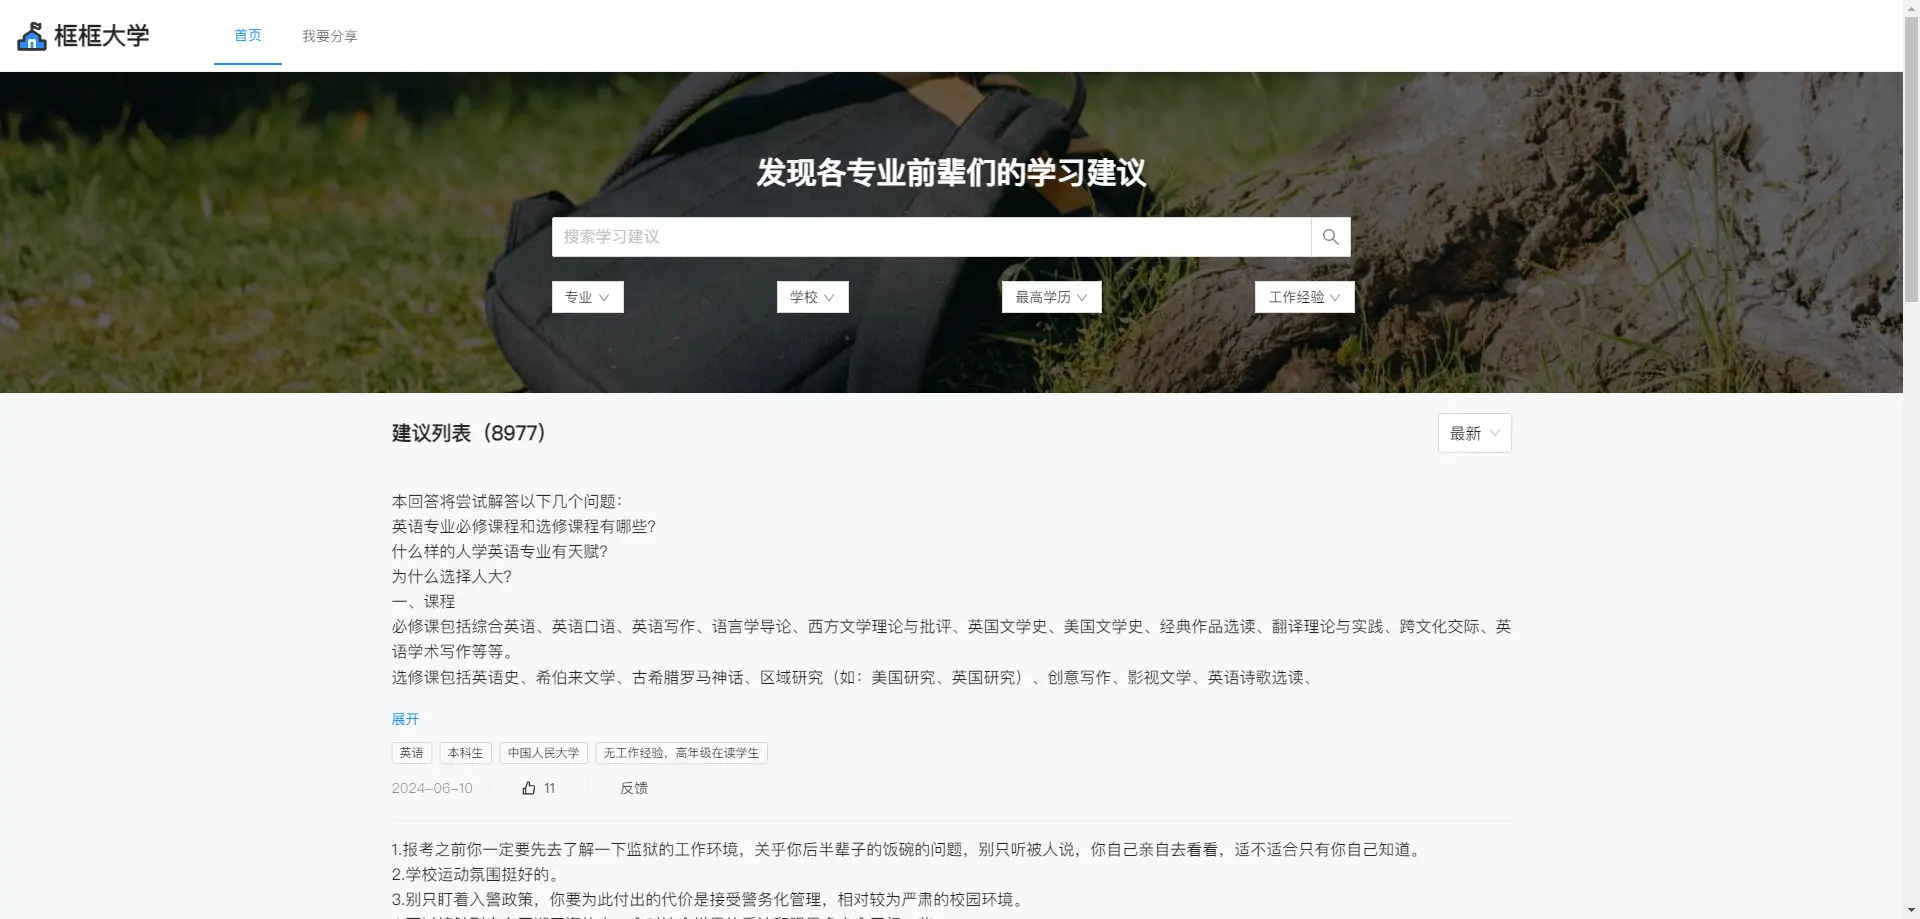 框框大学
首页
我要分享
发现各专业前辈们的学习建议
搜索学习建议
专业
学校
最高学历
工作经验
建议列表（8977）
最新
本回答将尝试解答以下几个问题：
英语专业必修课程和选修课程有哪些？
什么样的人学英语专业有天赋？
为什么选择人大？
一、课程
必修课包括综合英语、英语口语、英语写作、语言学导论、西方文学理论与批评、英国文学史、美国文学史、经典作品选读、翻译理论与实践、跨文化交际、英
语学术写作等等。
选修课包括英语史、希伯来文学、古希腊罗马神话、区域研究（如：美国研究、英国研究）、创意写作、影视文学、英语诗歌选读、
展开
英语
本科生
中国人民大学
无工作经验，高年级在读学生
2024-06-10
11
反馈
1.报考之前你一定要先去了解一下监狱的工作环境，关乎你后半辈子的饭碗的问题，别只听被人说，你自己亲自去看看，适不适合只有你自己知道。
2.学校运动氛围挺好的。
3.别只盯着入警政策，你要为此付出的代价是接受警务化管理，相对较为严肃的校园环境。